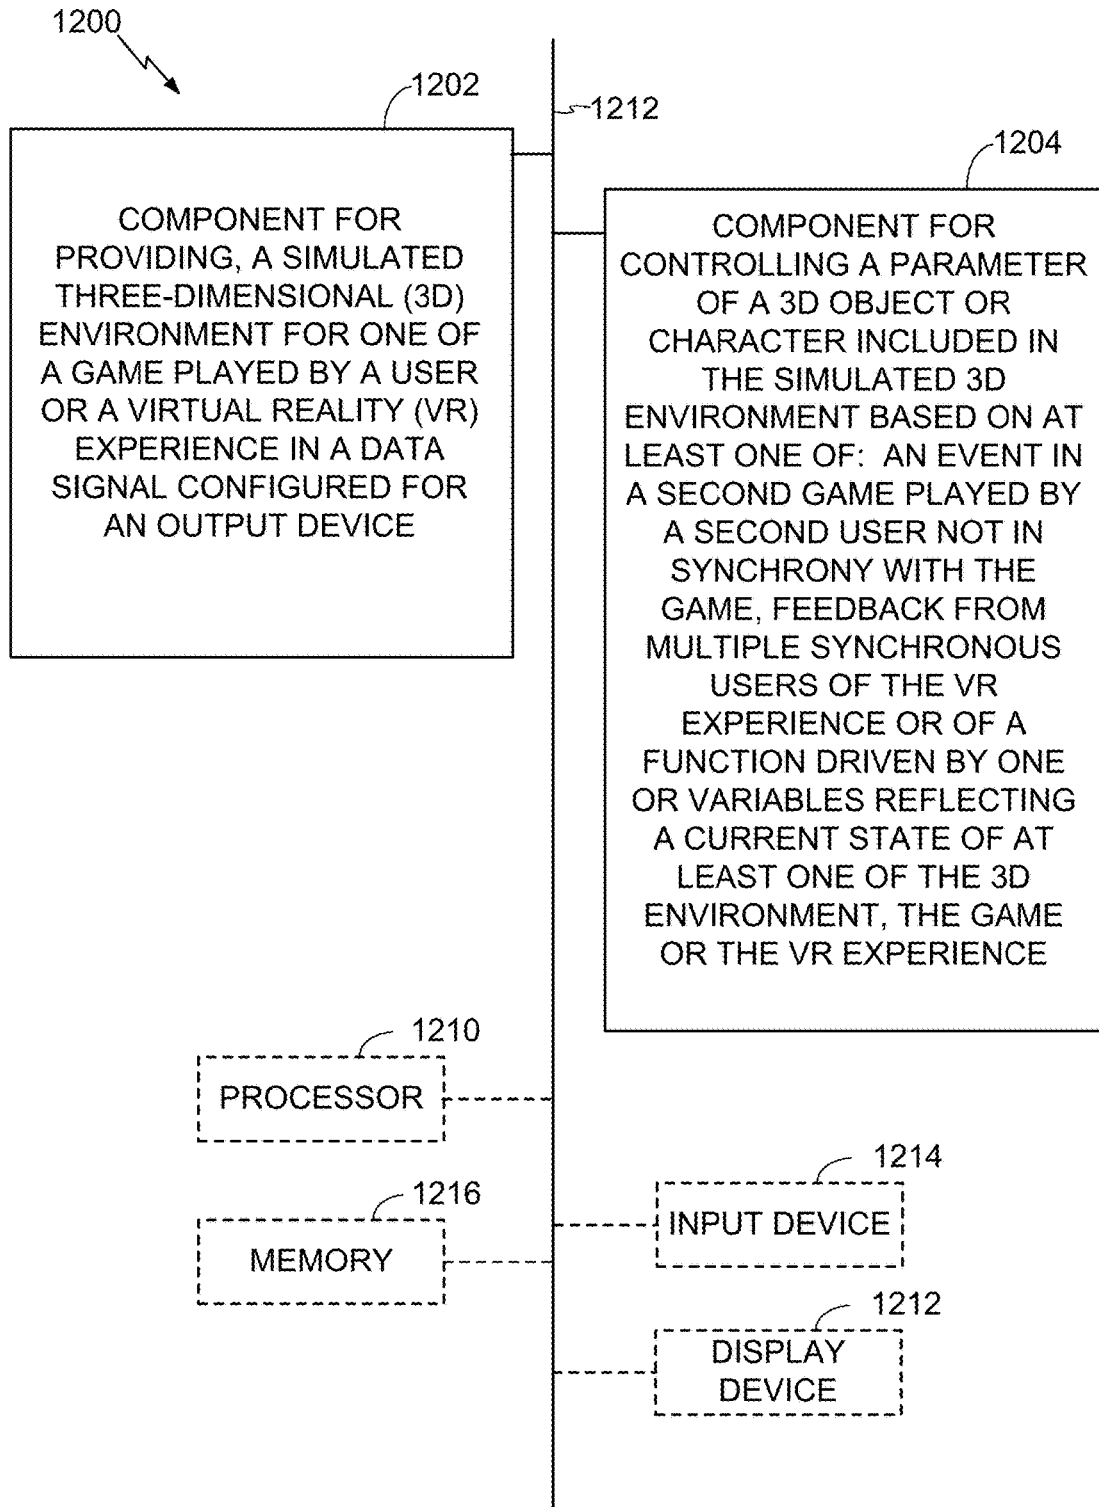 1200
1202
1212
1204
COMPONENT FOR
PROVIDING, A SIMULATED
THREE-DIMENSIONAL (3D)
ENVIRONMENT FOR ONE OF
A GAME PLAYED BY A USER
OR A VIRTUAL REALITY (VR)
EXPERIENCE IN A DATA
SIGNAL CONFIGURED FOR
AN OUTPUT DEVICE
COMPONENT FOR
CONTROLLING A PARAMETER
OF A 3D OBJECT OR
CHARACTER INCLUDED IN
THE SIMULATED 3D
ENVIRONMENT BASED ON AT
LEAST ONE OF: AN EVENT IN
A SECOND GAME PLAYED BY
A SECOND USER NOT IN
SYNCHRONY WITH THE
GAME, FEEDBACK FROM
MULTIPLE SYNCHRONOUS
USERS OF THE VR
EXPERIENCE OR OF A
FUNCTION DRIVEN BY ONE
OR VARIABLES REFLECTING
A CURRENT STATE OF AT
LEAST ONE OF THE 3D
ENVIRONMENT, THE GAME
OR THE VR EXPERIENCE
1210
PROCESSOR
1214
INPUT DEVICE
1216
MEMORY
1212
DISPLAY
DEVICE